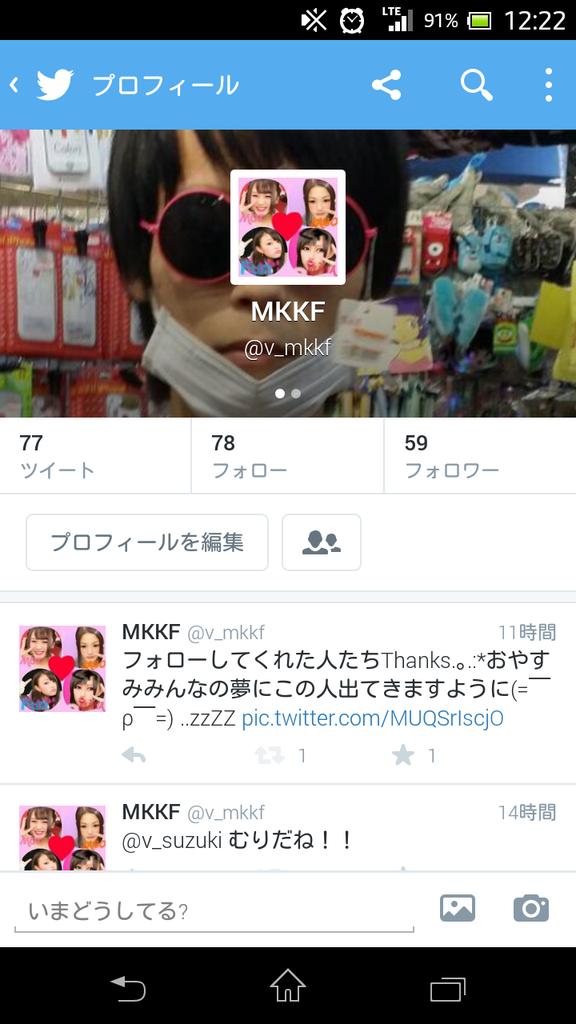 LTE 91% 12:22
プロフィール
MKKF
@v_mkkf
77 78 59
ツイート フォロー フォロワー
プロフィールを編集
MKKF @v_mkkf 11時間
フォローしてくれた人たちThanks.｡.:*おやす
みみんなの夢にこの人出てきますように(=￣
ρ￣=) ..zzZZ pic.twitter.com/MUQSrIscjO
1 1
MKKF @v_mkkf 14時間
@v_suzuki むりだね！！
いまどうしてる?